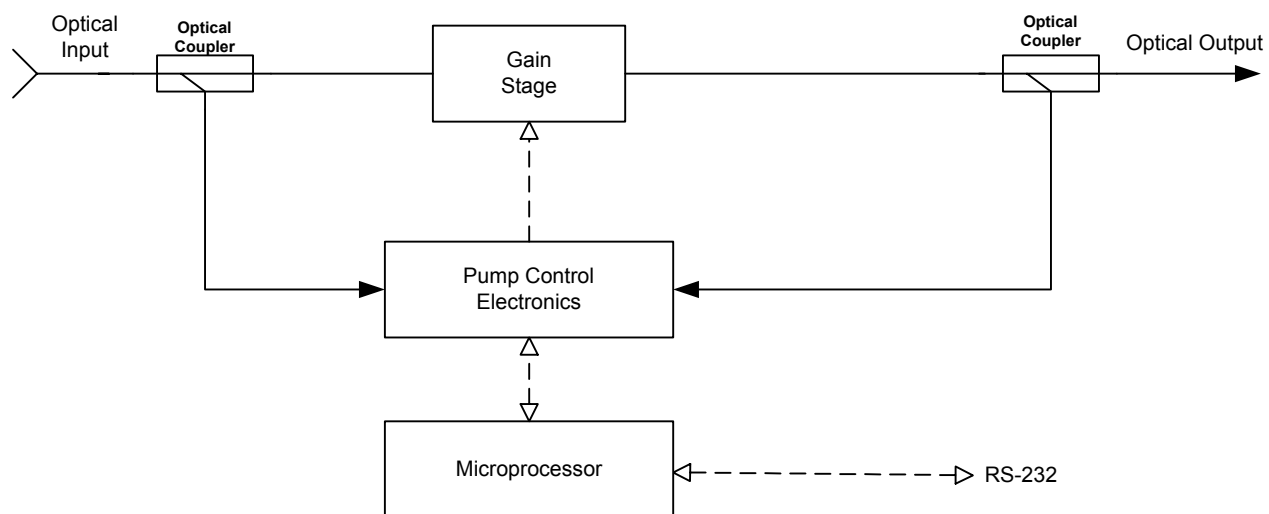 Optical
Input
Optical
Coupler
Gain
Stage
Optical
Coupler
Optical Output
Pump Control
Electronics
Microprocessor
RS-232